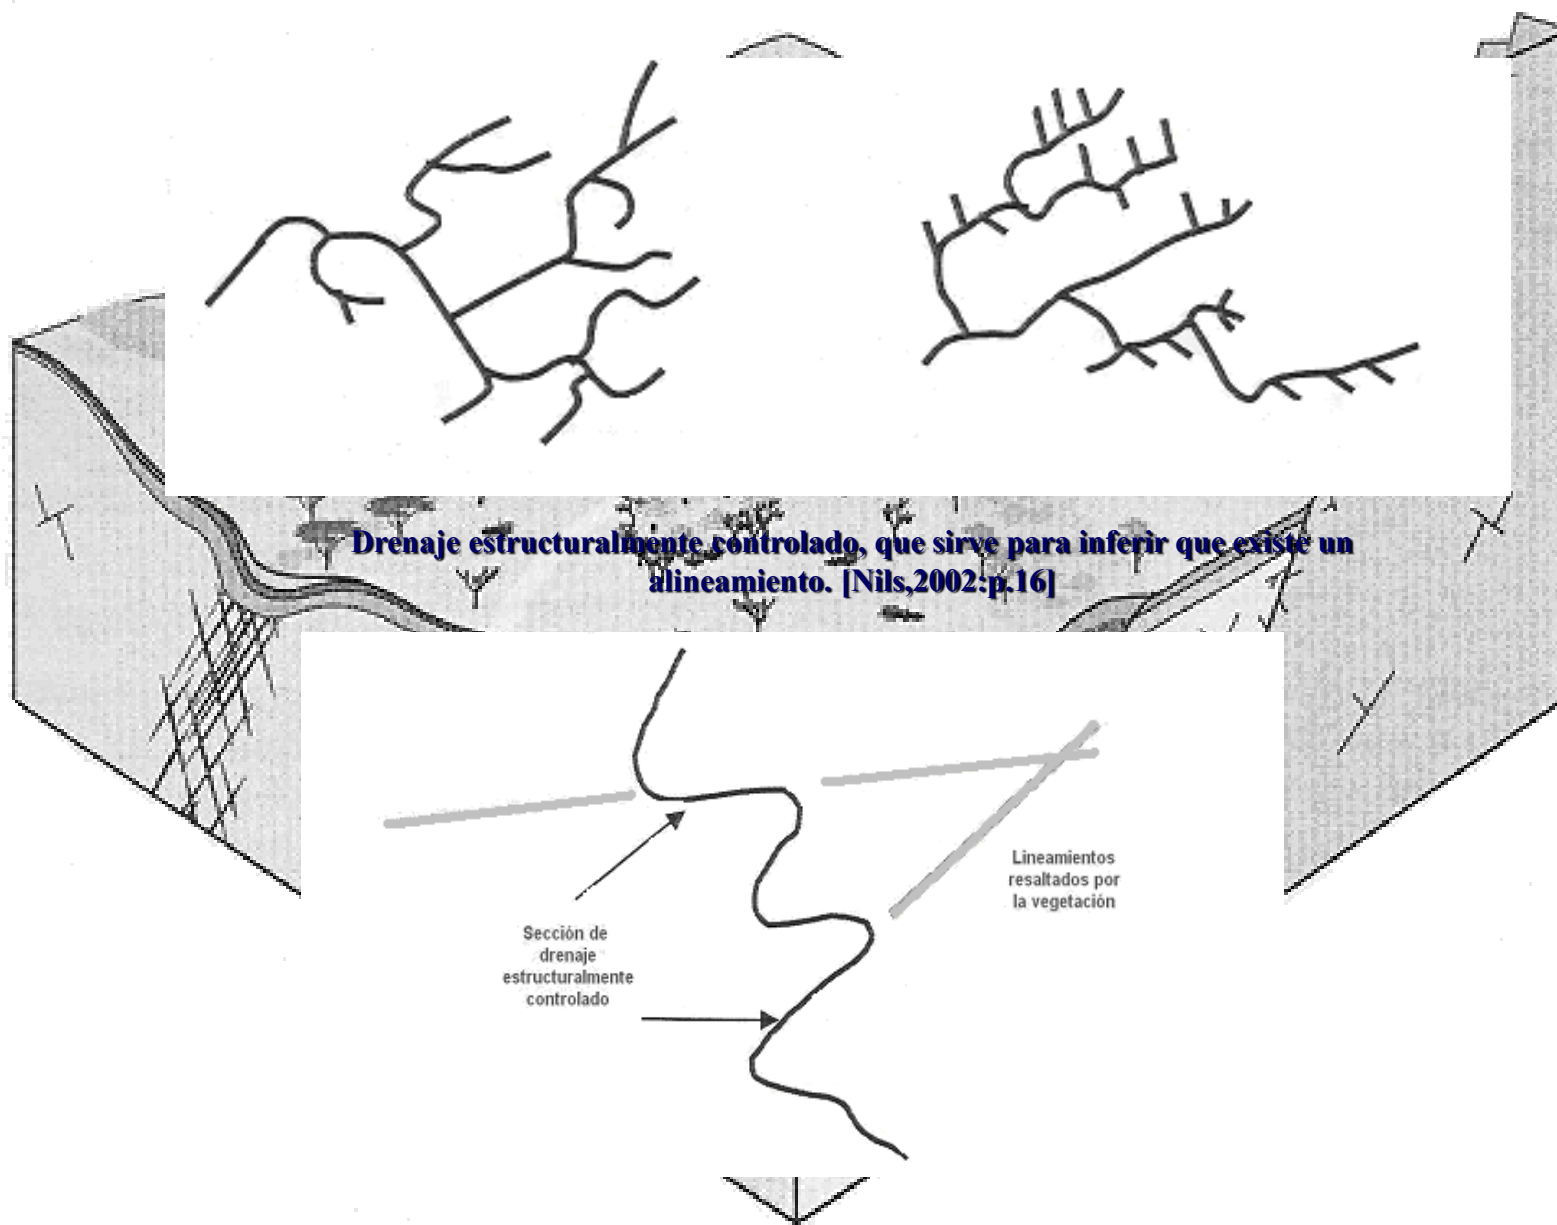 Drenaje estructuralmente controlado, que sirve para inferir que existe un
alineamiento. [Nils,2002:p.16]
Lineamientos
resaltados por
la vegetación
Sección de
drenaje
estructuralmente
controlado